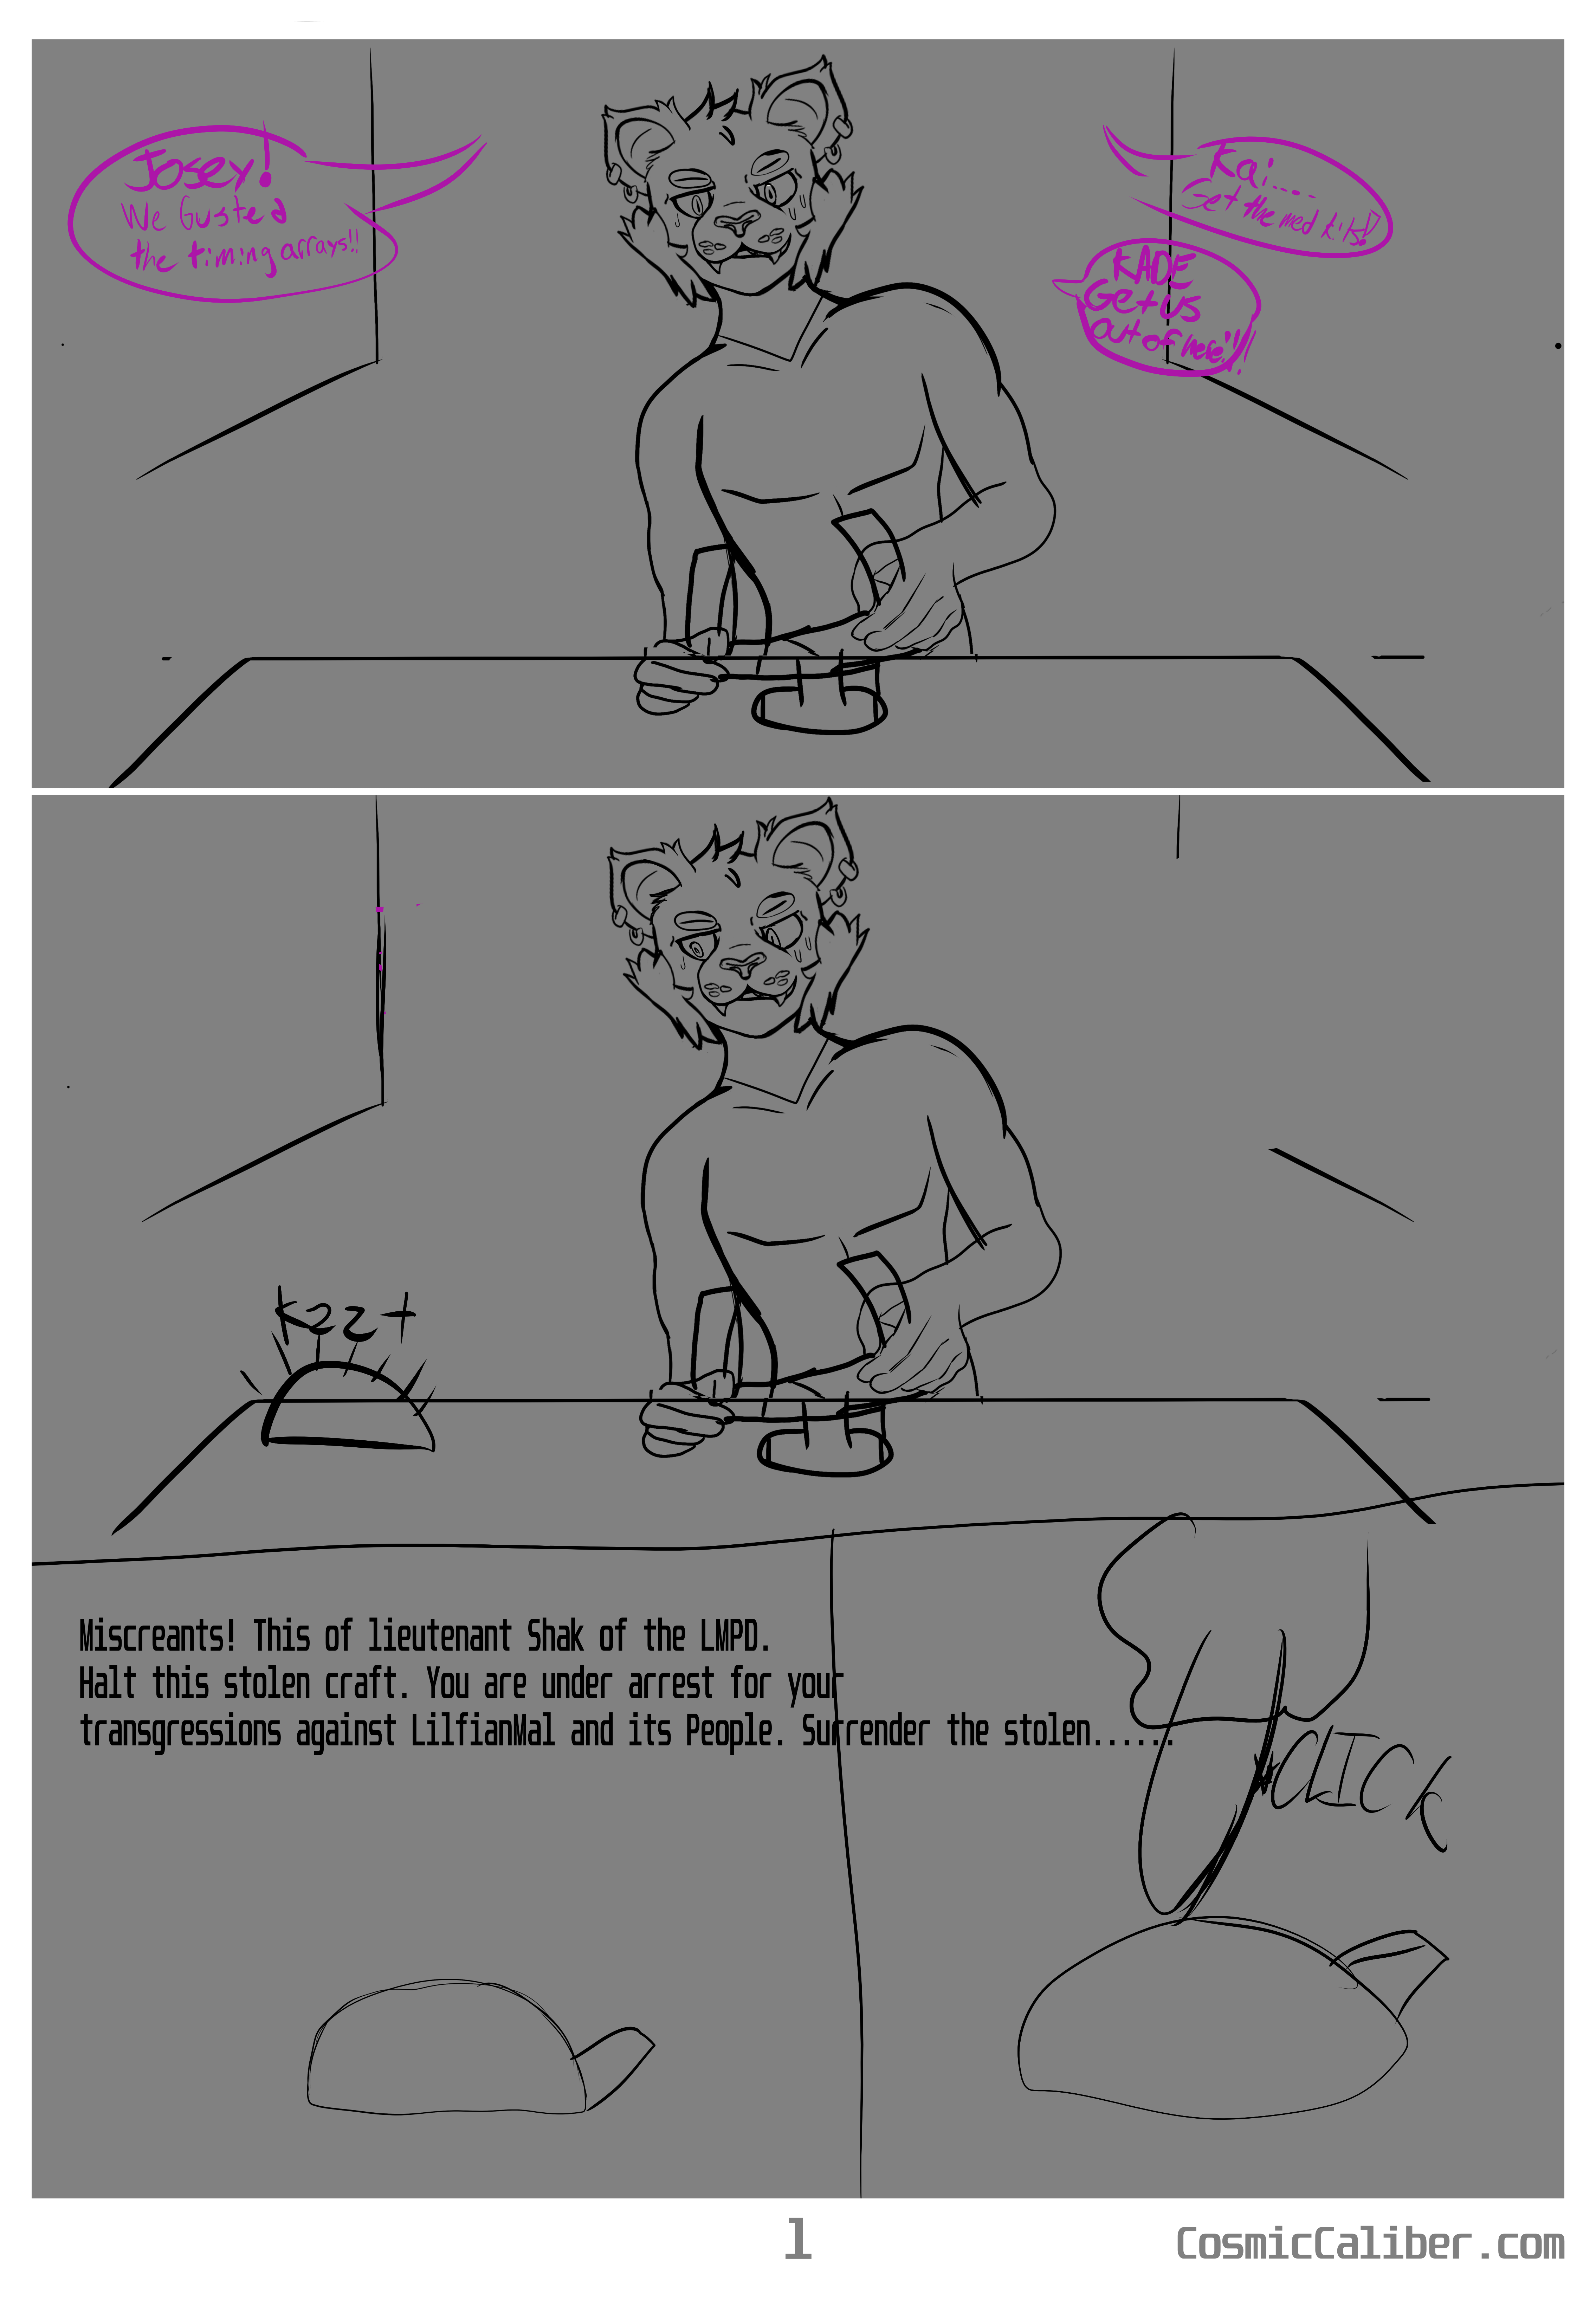 Josey!
We Gusted
the timing arrays!!
Kai....
Get the med kits!
KADE
Get US
out of here!!!
kzzt
Miscreants! This of lieutenant Shak of the LMPD.
Halt this stolen craft. You are under arrest for your
transgressions against LilfianMal and its People. Surrender the stolen......
CLICK
1
CosmicCaliber.com